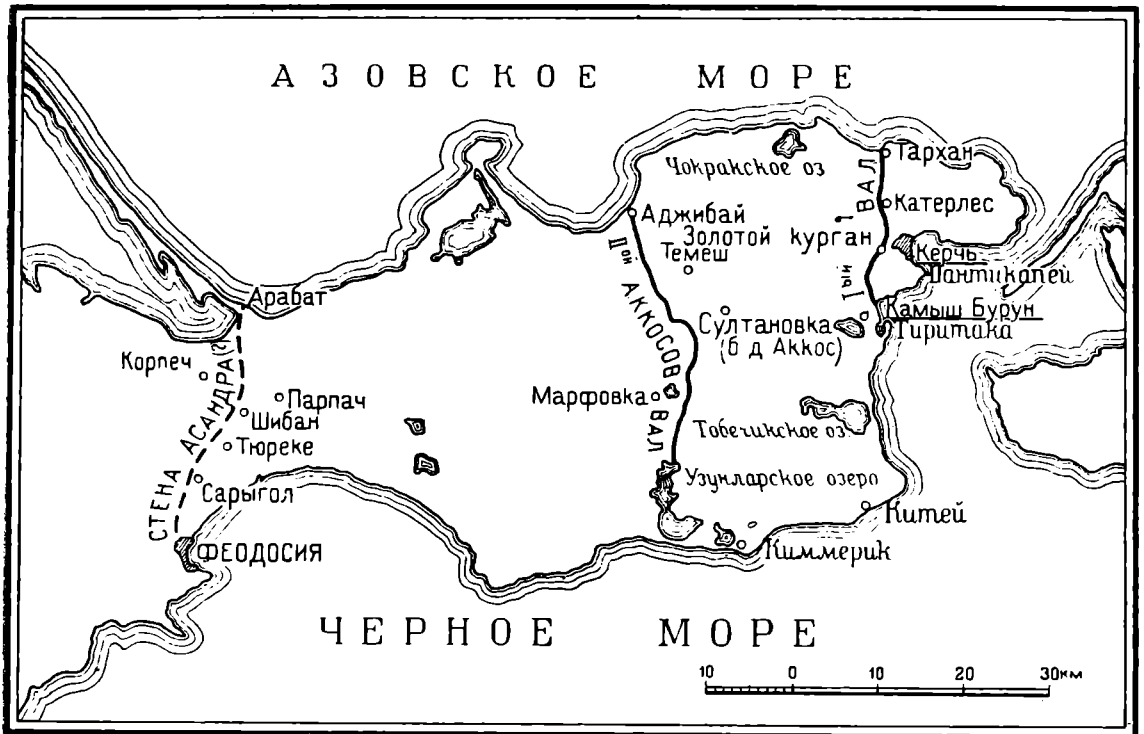 АЗОВСКОЕ МОРЕ
Чокракское оз
Тархан
Катерлес
Iый ВАЛ
Аджибай
Золотой курган
Темеш
Керчь
Пантикапей
IIой АККОСОВ ВАЛ
Камыш Бурун
Тиритака
Султановка
(б д Аккос)
Арабат
Корпеч
СТЕНА АСАНДРА(?)
Парпач
Шибан
Тюреке
Марфовка
Тобечикское оз.
Сарыгол
Узунларское озеро
Китей
ФЕОДОСИЯ
Киммерик
ЧЕРНОЕ МОРЕ
10 0 10 20 30км